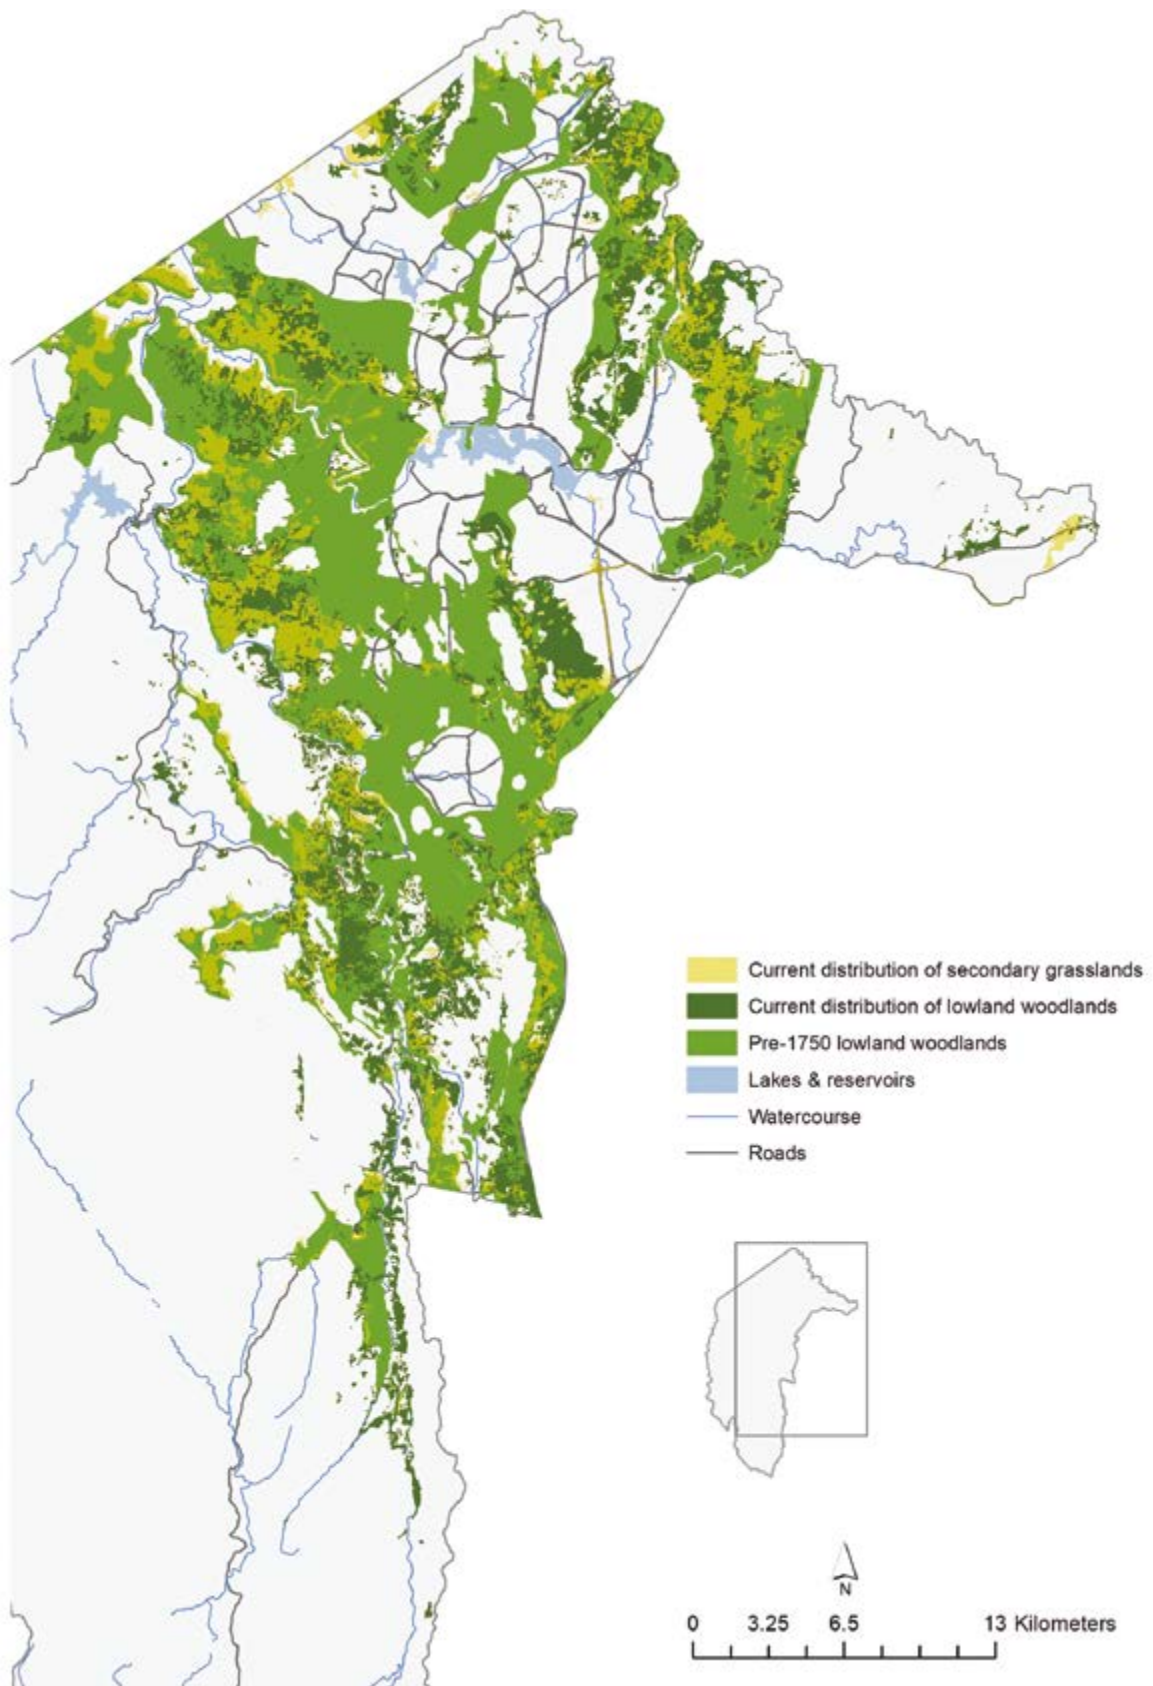 Current distribution of secondary grasslands
Current distribution of lowland woodlands
Pre-1750 lowland woodlands
Lakes & reservoirs
Watercourse
Roads
N
0 3.25 6.5 13 Kilometers